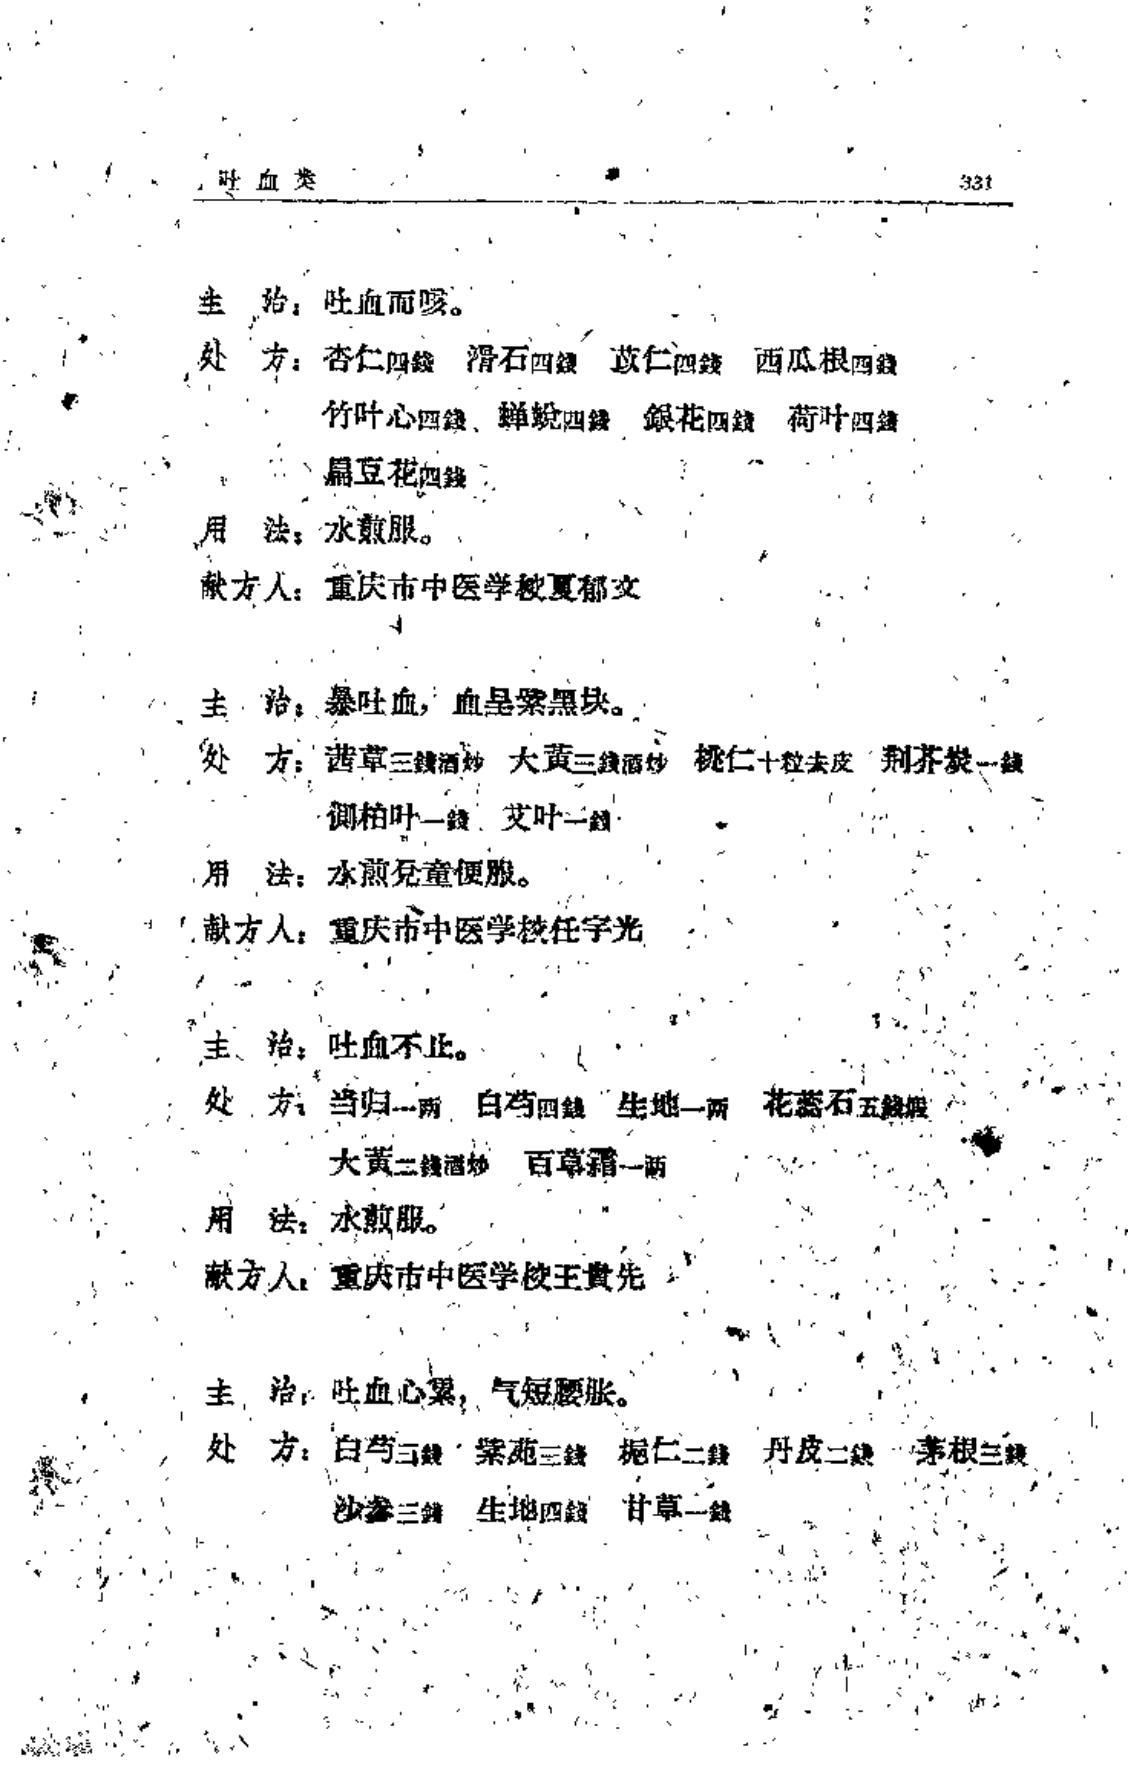 吐血类 331
主 治：吐血而咳。
处 方：杏仁四錢 滑石四錢 苡仁四錢 西瓜根四錢
竹叶心四錢 蝉蛻四錢 銀花四錢 荷叶四錢
扁豆花四錢
用 法：水煎服。
献方人：重庆市中医学校夏郁文
主 治：暴吐血，血呈紫黑块。
处 方：茜草三錢酒炒 大黃三錢酒炒 桃仁十粒去皮 荆芥炭一錢
側柏叶一錢 艾叶一錢
用 法：水煎兌童便服。
献方人：重庆市中医学校任字光
主 治：吐血不止。
处 方：当归一两 白芍四錢 生地一两 花蕊石五錢煅
大黃錢酒炒 百草霜一两
用 法：水煎服。
献方人：重庆市中医学校王貴先
主 治：吐血心累，气短腰胀。
处 方：白芍三錢 紫苑三錢 梔仁二錢 丹皮二錢 茅根三錢
沙参三錢 生地四錢 甘草一錢